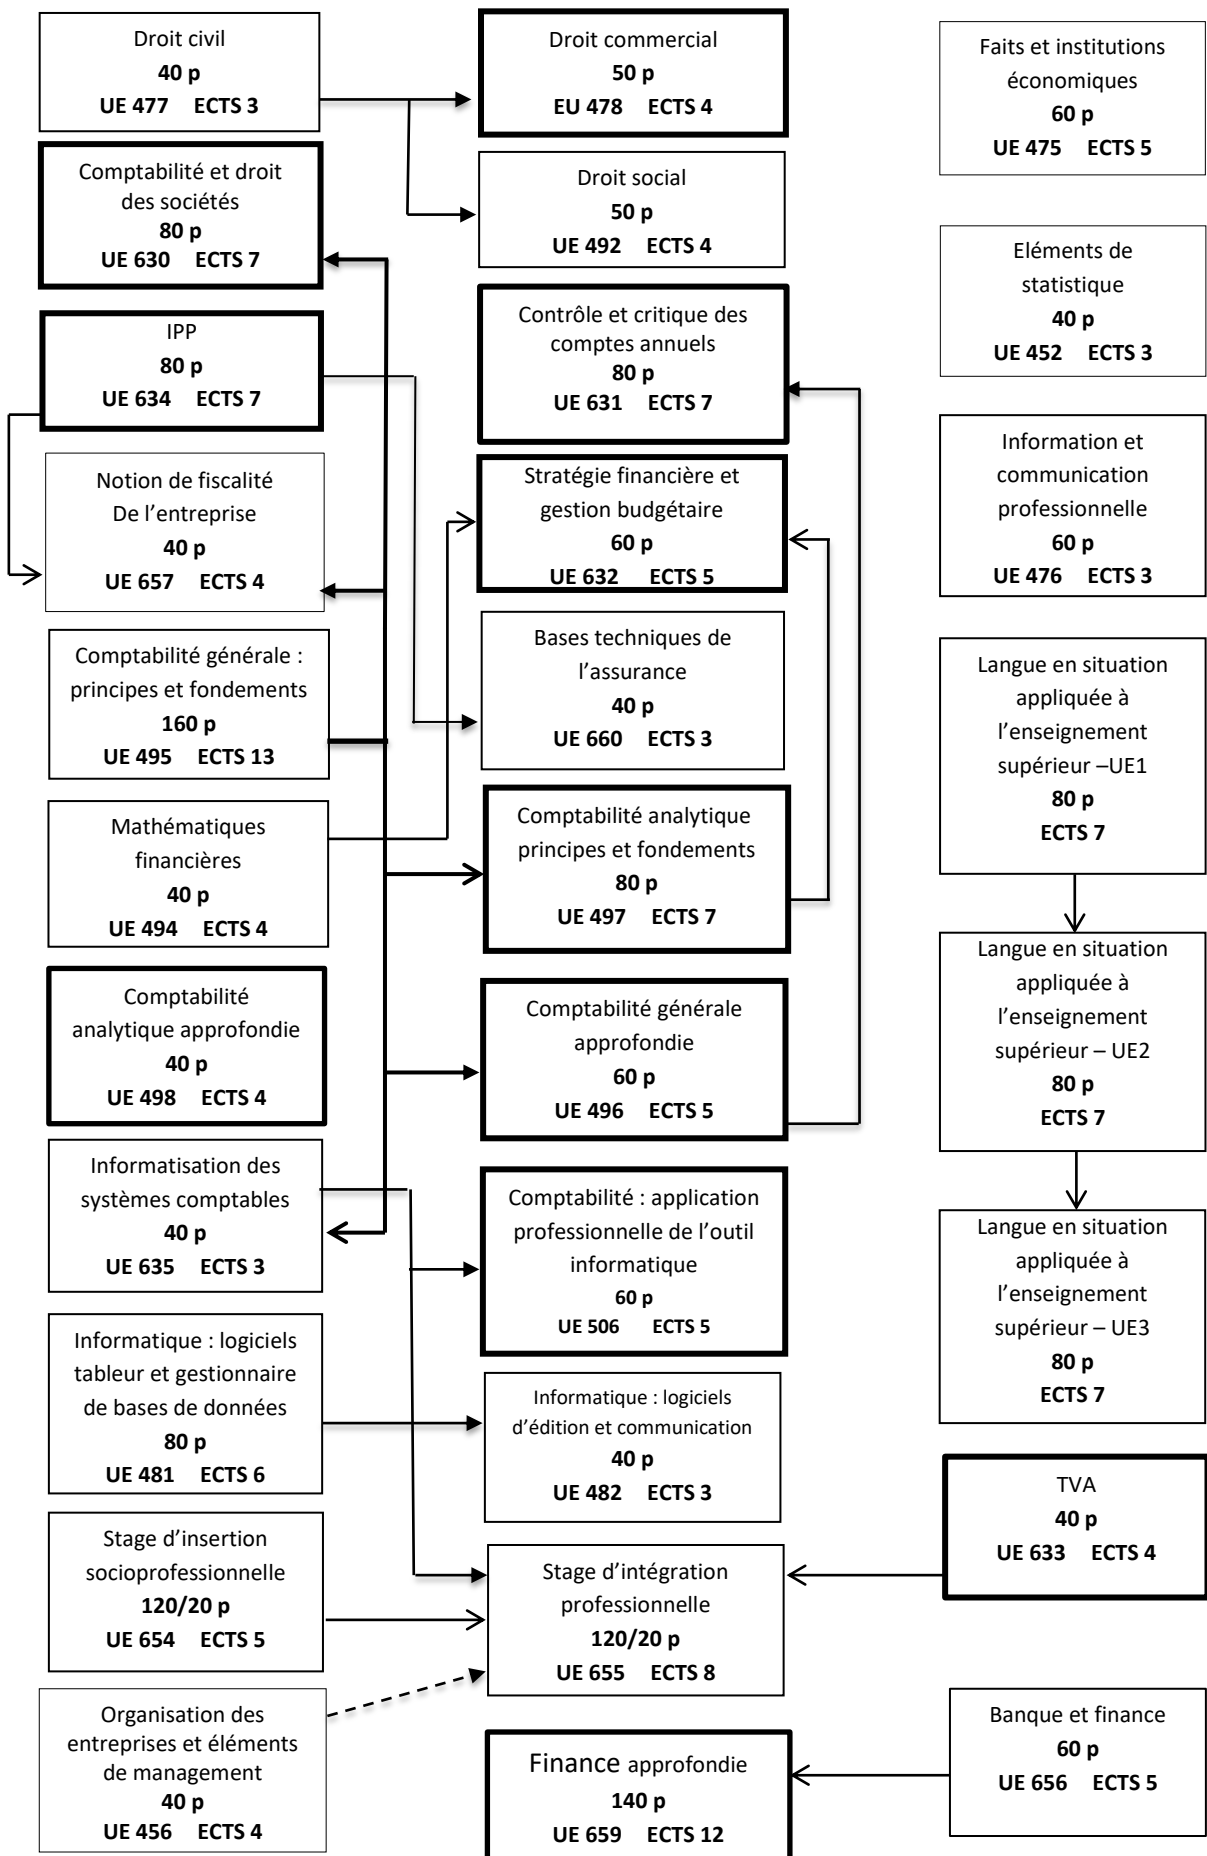 Droit civil
40 p
UE 477 ECTS 3
Comptabilité et droit
des sociétés
80 p
UE 630 ECTS 7
IPP
80 p
UE 634 ECTS 7
Notion de fiscalité
De l’entreprise
40 p
UE 657 ECTS 4
Comptabilité générale :
principes et fondements
160 p
UE 495 ECTS 13
Mathématiques
financières
40 p
UE 494 ECTS 4
Comptabilité
analytique approfondie
40 p
UE 498 ECTS 4
Informatisation des
systèmes comptables
40 p
UE 635 ECTS 3
Informatique : logiciels
tableur et gestionnaire
de bases de données
80 p
UE 481 ECTS 6
Stage d’insertion
socioprofessionnelle
120/20 p
UE 654 ECTS 5
Organisation des
entreprises et éléments
de management
40 p
UE 456 ECTS 4
Droit commercial
50 p
EU 478 ECTS 4
Droit social
50 p
UE 492 ECTS 4
Contrôle et critique des
comptes annuels
80 p
UE 631 ECTS 7
Stratégie financière et
gestion budgétaire
60 p
UE 632 ECTS 5
Bases techniques de
l’assurance
40 p
UE 660 ECTS 3
Comptabilité analytique
principes et fondements
80 p
UE 497 ECTS 7
Comptabilité générale
approfondie
60 p
UE 496 ECTS 5
Comptabilité : application
professionnelle de l’outil
informatique
60 p
UE 506 ECTS 5
Informatique : logiciels
d’édition et communication
40 p
UE 482 ECTS 3
Stage d’intégration
professionnelle
120/20 p
UE 655 ECTS 8
Finance approfondie
140 p
UE 659 ECTS 12
Faits et institutions
économiques
60 p
UE 475 ECTS 5
Eléments de
statistique
40 p
UE 452 ECTS 3
Information et
communication
professionnelle
60 p
UE 476 ECTS 3
Langue en situation
appliquée à
l’enseignement
supérieur –UE1
80 p
ECTS 7
Langue en situation
appliquée à
l’enseignement
supérieur – UE2
80 p
ECTS 7
Langue en situation
appliquée à
l’enseignement
supérieur – UE3
80 p
ECTS 7
TVA
40 p
UE 633 ECTS 4
Banque et finance
60 p
UE 656 ECTS 5